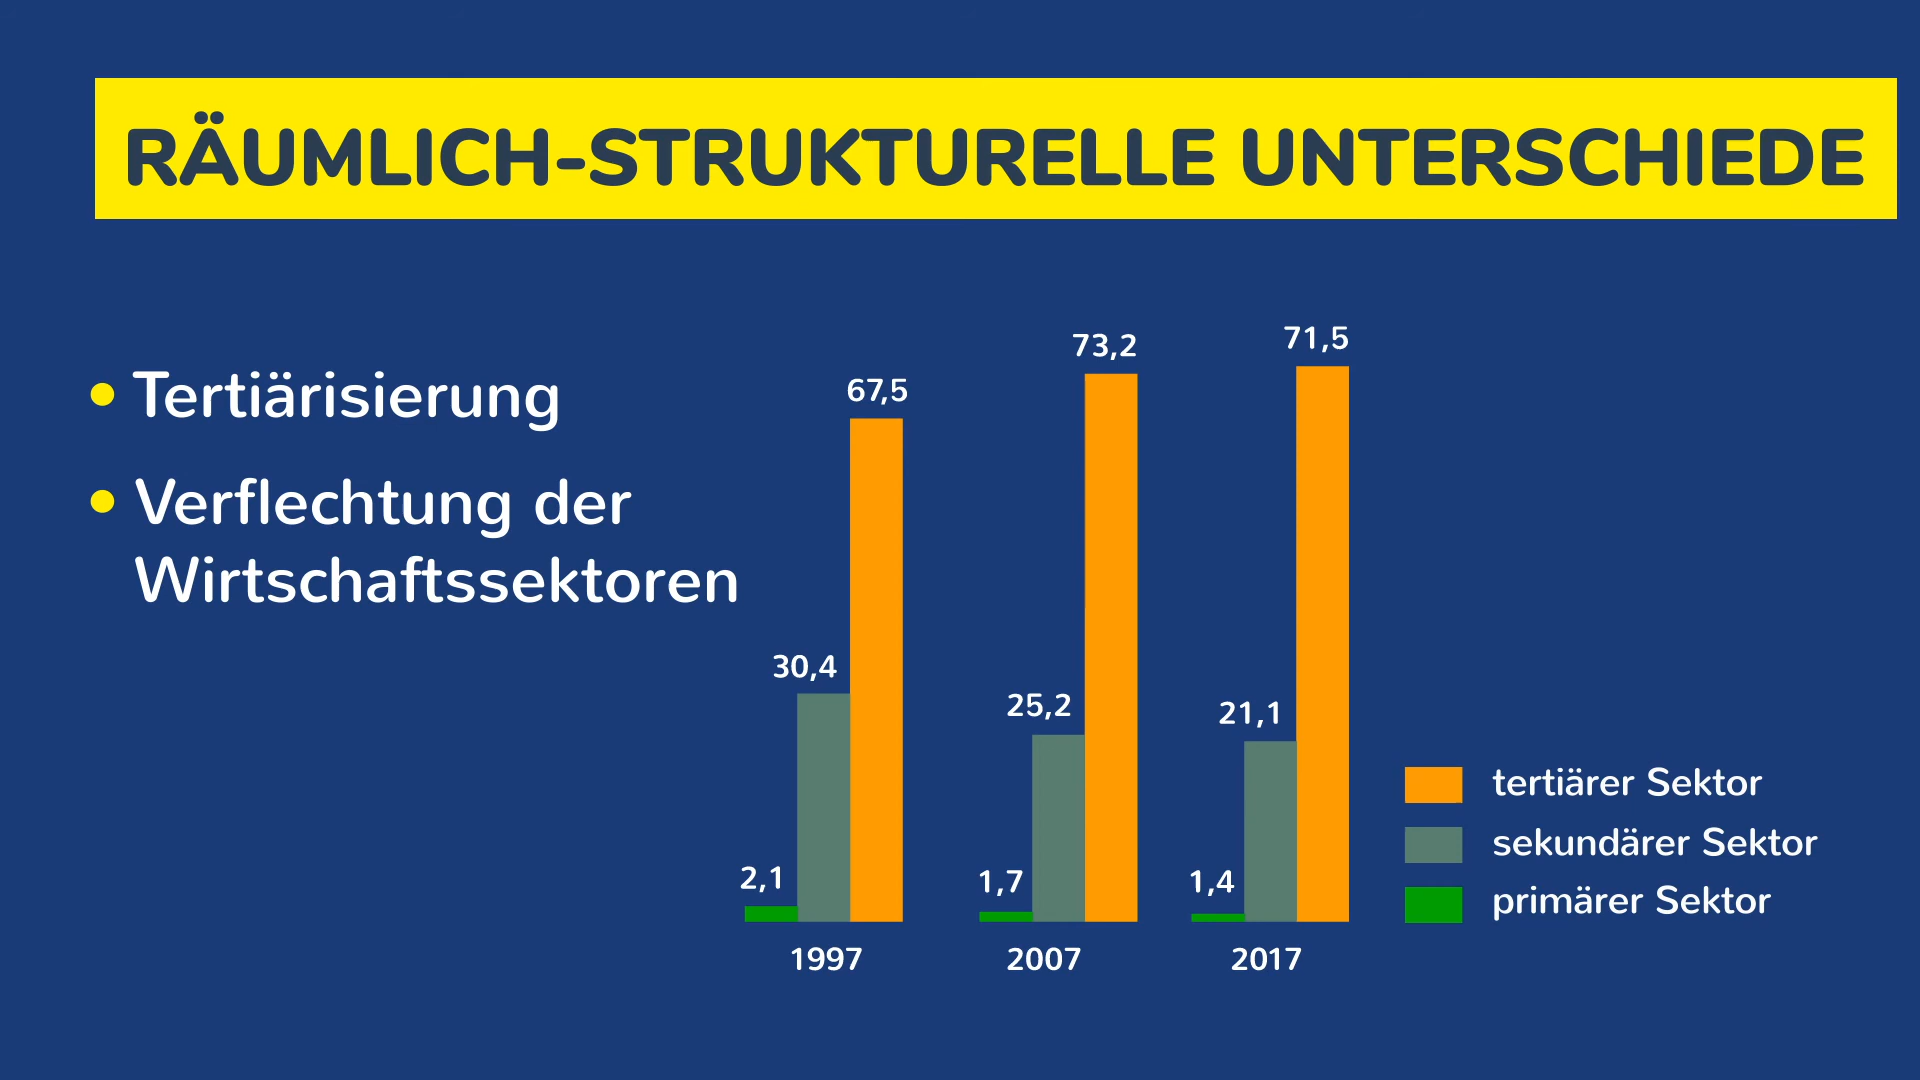 RÄUMLICH-STRUKTURELLE UNTERSCHIEDE
• Tertiärisierung
• Verflechtung der
Wirtschaftssektoren
2,1
30,4
67,5
1997
1,7
25,2
73,2
2007
1,4
21,1
71,5
2017
tertiärer Sektor
sekundärer Sektor
primärer Sektor